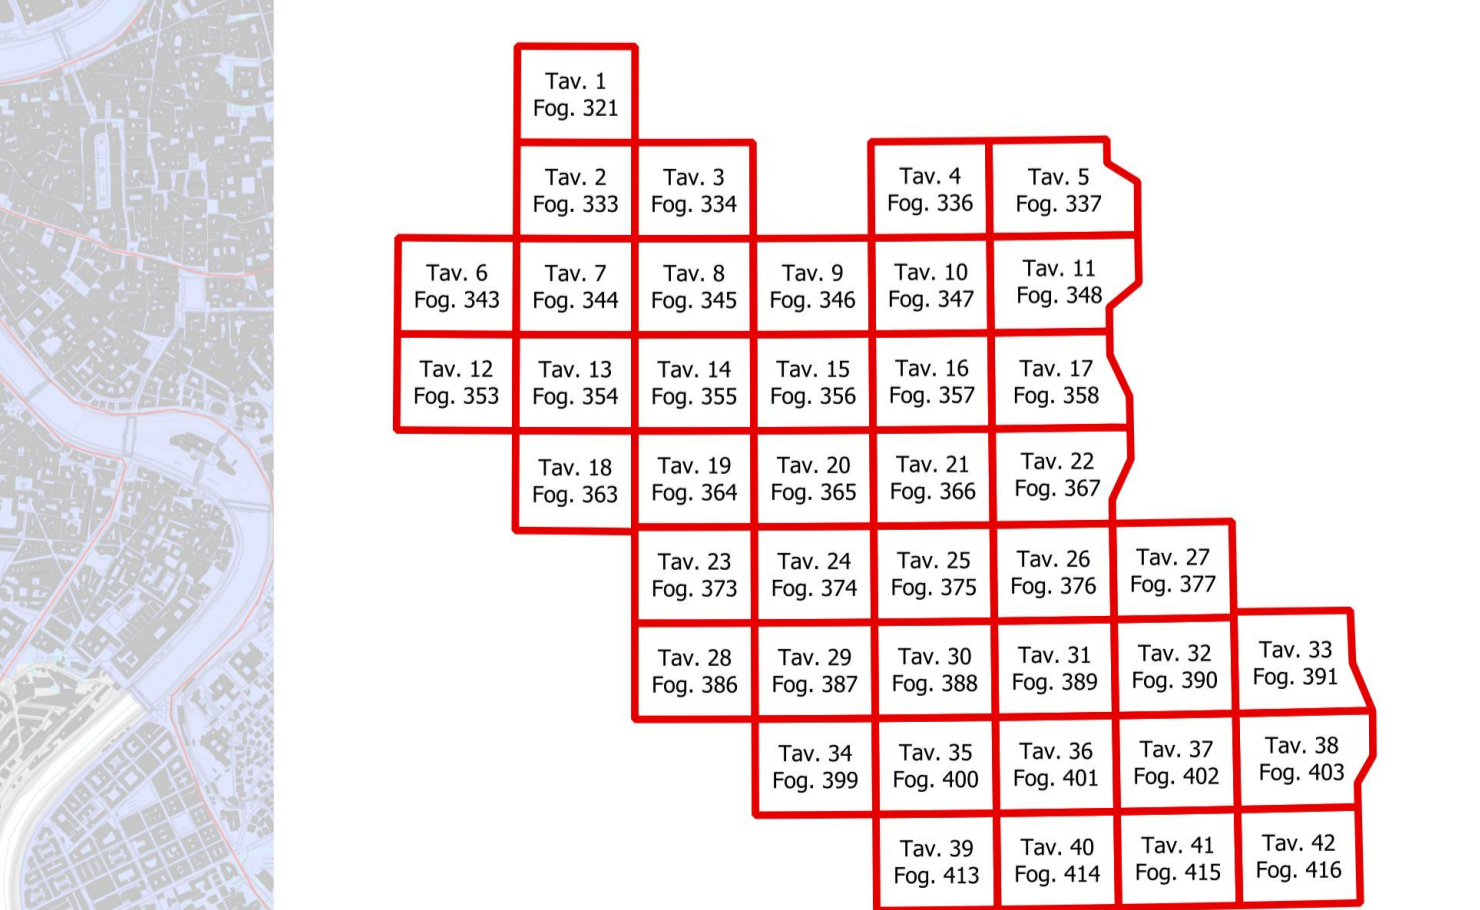 Tav. 1
Fog. 321
Tav. 2
Fog. 333
Tav. 3
Fog. 334
Tav. 4
Fog. 336
Tav. 5
Fog. 337
Tav. 6
Fog. 343
Tav. 7
Fog. 344
Tav. 8
Fog. 345
Tav. 9
Fog. 346
Tav. 10
Fog. 347
Tav. 11
Fog. 348
Tav. 12
Fog. 353
Tav. 13
Fog. 354
Tav. 14
Fog. 355
Tav. 15
Fog. 356
Tav. 16
Fog. 357
Tav. 17
Fog. 358
Tav. 18
Fog. 363
Tav. 19
Fog. 364
Tav. 20
Fog. 365
Tav. 21
Fog. 366
Tav. 22
Fog. 367
Tav. 23
Fog. 373
Tav. 24
Fog. 374
Tav. 25
Fog. 375
Tav. 26
Fog. 376
Tav. 27
Fog. 377
Tav. 28
Fog. 386
Tav. 29
Fog. 387
Tav. 30
Fog. 388
Tav. 31
Fog. 389
Tav. 32
Fog. 390
Tav. 33
Fog. 391
Tav. 34
Fog. 399
Tav. 35
Fog. 400
Tav. 36
Fog. 401
Tav. 37
Fog. 402
Tav. 38
Fog. 403
Tav. 39
Fog. 413
Tav. 40
Fog. 414
Tav. 41
Fog. 415
Tav. 42
Fog. 416